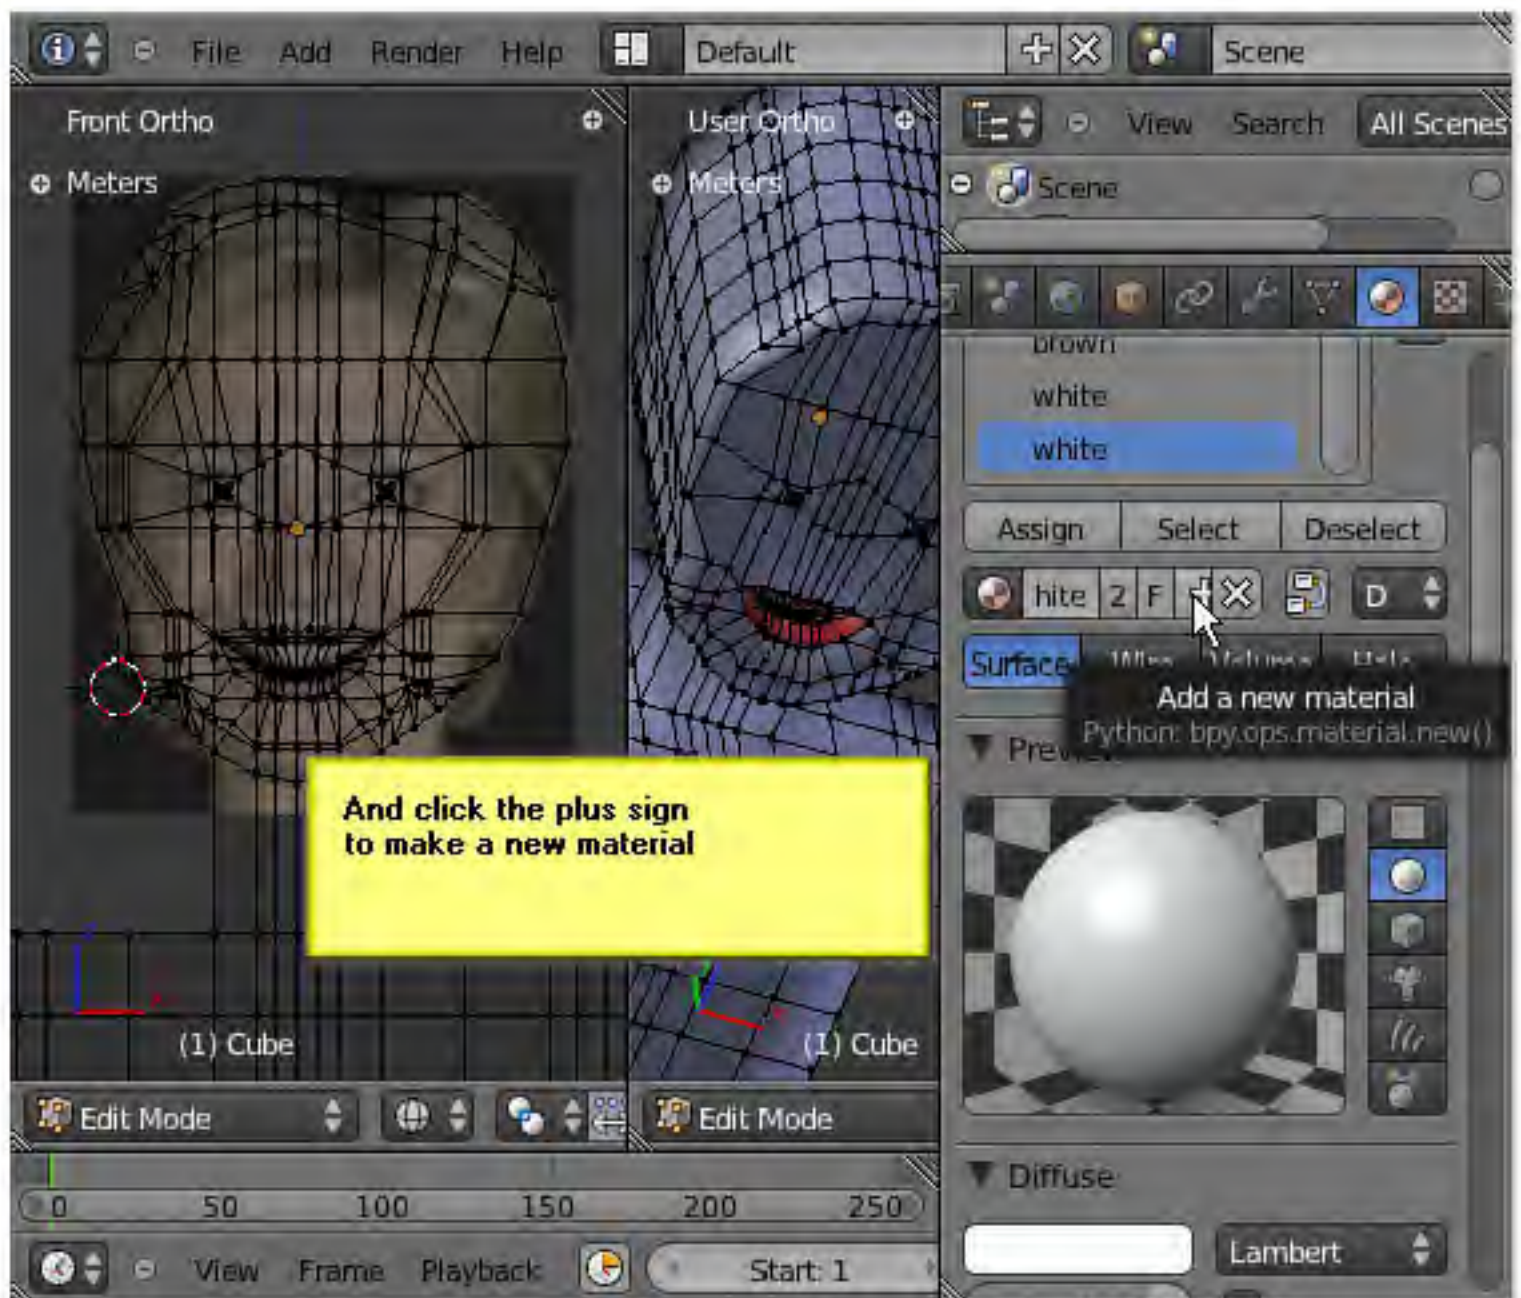 File Add Render Help Default Scene
Front Ortho
Meters
User Ortho
Meters
View Search All Scenes
Scene
brown
white
white
Assign Select Deselect
hite 2 F D
Surface Wire Volume Halo
Add a new material
Python: bpy.ops.material.new()
And click the plus sign
to make a new material
(1) Cube
(1) Cube
Edit Mode
Edit Mode
Diffuse
Lambert
0 50 100 150 200 250
View Frame Playback Start: 1